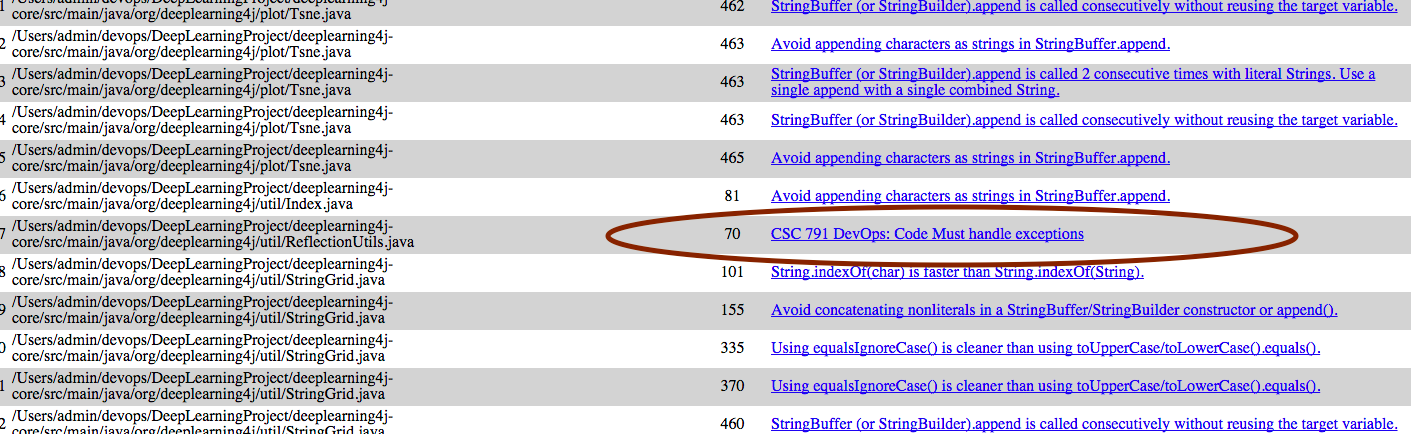 1 /Users/admin/devops/DeepLearningProject/deeplearning4j-
core/src/main/java/org/deeplearning4j/plot/Tsne.java 462 StringBuffer (or StringBuilder).append is called consecutively without reusing the target variable.
2 /Users/admin/devops/DeepLearningProject/deeplearning4j-
core/src/main/java/org/deeplearning4j/plot/Tsne.java 463 Avoid appending characters as strings in StringBuffer.append.
3 /Users/admin/devops/DeepLearningProject/deeplearning4j-
core/src/main/java/org/deeplearning4j/plot/Tsne.java 463 StringBuffer (or StringBuilder).append is called 2 consecutive times with literal Strings. Use a
single append with a single combined String.
4 /Users/admin/devops/DeepLearningProject/deeplearning4j-
core/src/main/java/org/deeplearning4j/plot/Tsne.java 463 StringBuffer (or StringBuilder).append is called consecutively without reusing the target variable.
5 /Users/admin/devops/DeepLearningProject/deeplearning4j-
core/src/main/java/org/deeplearning4j/plot/Tsne.java 465 Avoid appending characters as strings in StringBuffer.append.
6 /Users/admin/devops/DeepLearningProject/deeplearning4j-
core/src/main/java/org/deeplearning4j/util/Index.java 81 Avoid appending characters as strings in StringBuffer.append.
7 /Users/admin/devops/DeepLearningProject/deeplearning4j-
core/src/main/java/org/deeplearning4j/util/ReflectionUtils.java 70 CSC 791 DevOps: Code Must handle exceptions
8 /Users/admin/devops/DeepLearningProject/deeplearning4j-
core/src/main/java/org/deeplearning4j/util/StringGrid.java 101 String.indexOf(char) is faster than String.indexOf(String).
9 /Users/admin/devops/DeepLearningProject/deeplearning4j-
core/src/main/java/org/deeplearning4j/util/StringGrid.java 155 Avoid concatenating nonliterals in a StringBuffer/StringBuilder constructor or append().
0 /Users/admin/devops/DeepLearningProject/deeplearning4j-
core/src/main/java/org/deeplearning4j/util/StringGrid.java 335 Using equalsIgnoreCase() is cleaner than using toUpperCase/toLowerCase().equals().
1 /Users/admin/devops/DeepLearningProject/deeplearning4j-
core/src/main/java/org/deeplearning4j/util/StringGrid.java 370 Using equalsIgnoreCase() is cleaner than using toUpperCase/toLowerCase().equals().
2 /Users/admin/devops/DeepLearningProject/deeplearning4j-
core/src/main/java/org/deeplearning4j/util/StringGrid.java 460 StringBuffer (or StringBuilder).append is called consecutively without reusing the target variable.